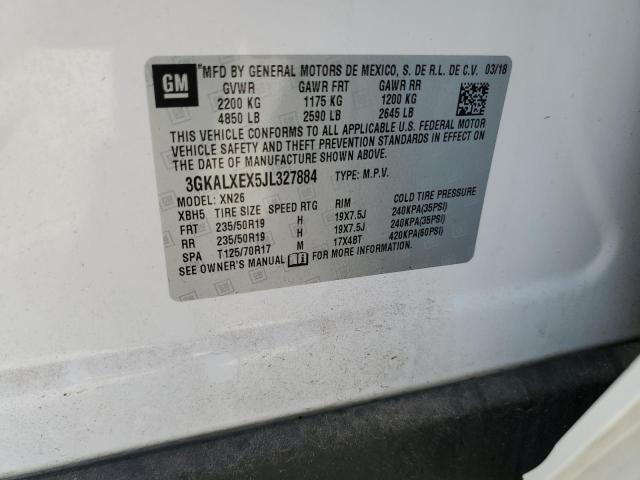 GM
*MFD BY GENERAL MOTORS DE MEXICO, S. DE R.L. DE C.V. 03/18
GVWR GAWR FRT GAWR RR
2200 KG 1175 KG 1200 KG
4850 LB 2590 LB 2645 LB
THIS VEHICLE CONFORMS TO ALL APPLICABLE U.S. FEDERAL MOTOR
VEHICLE SAFETY AND THEFT PREVENTION STANDARDS IN EFFECT ON
THE DATE OF MANUFACTURE SHOWN ABOVE.
3GKALXEX5JL327884 TYPE: M.P.V.
MODEL: XN26
XBH5 TIRE SIZE SPEED RTG RIM COLD TIRE PRESSURE
FRT 235/50R19 H 19X7.5J 240KPA(35PSI)
RR 235/50R19 H 19X7.5J 240KPA(35PSI)
SPA T125/70R17 M 17X4BT 420KPA(60PSI)
SEE OWNER'S MANUAL FOR ADDITIONAL INFORMATION.